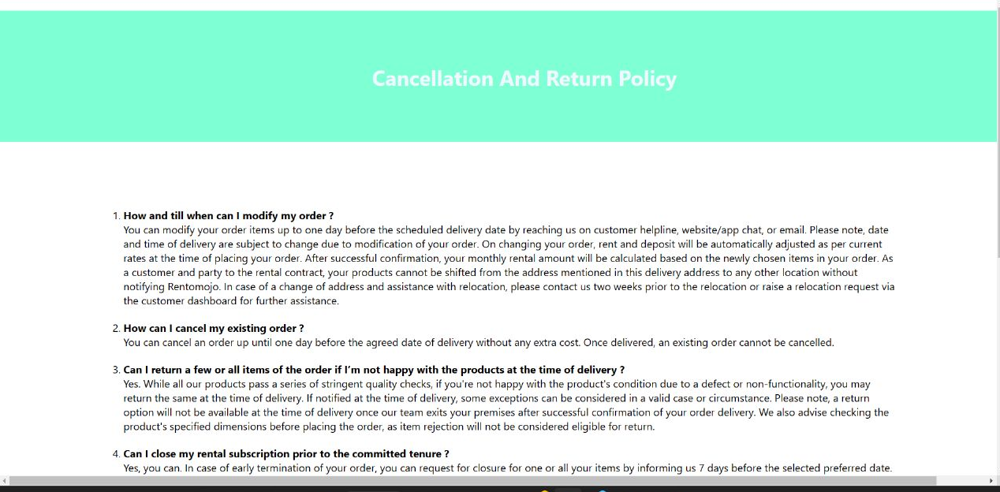 Cancellation And Return Policy
1. How and till when can I modify my order ?
You can modify your order items up to one day before the scheduled delivery date by reaching us on customer helpline, website/app chat, or email. Please note, date
and time of delivery are subject to change due to modification of your order. On changing your order, rent and deposit will be automatically adjusted as per current
rates at the time of placing your order. After successful confirmation, your monthly rental amount will be calculated based on the newly chosen items in your order. As
a customer and party to the rental contract, your products cannot be shifted from the address mentioned in this delivery address to any other location without
notifying Rentomojo. In case of a change of address and assistance with relocation, please contact us two weeks prior to the relocation or raise a relocation request via
the customer dashboard for further assistance.
2. How can I cancel my existing order ?
You can cancel an order up until one day before the agreed date of delivery without any extra cost. Once delivered, an existing order cannot be cancelled.
3. Can I return a few or all items of the order if I'm not happy with the products at the time of delivery ?
Yes. While all our products pass a series of stringent quality checks, if you're not happy with the product's condition due to a defect or non-functionality, you may
return the same at the time of delivery. If notified at the time of delivery, some exceptions can be considered in a valid case or circumstance. Please note, a return
option will not be available at the time of delivery once our team exits your premises after successful confirmation of your order delivery. We also advise checking the
product's specified dimensions before placing the order, as item rejection will not be considered eligible for return.
4. Can I close my rental subscription prior to the committed tenure ?
Yes, you can. In case of early termination of your order, you can request for closure for one or all your items by informing us 7 days before the selected preferred date.